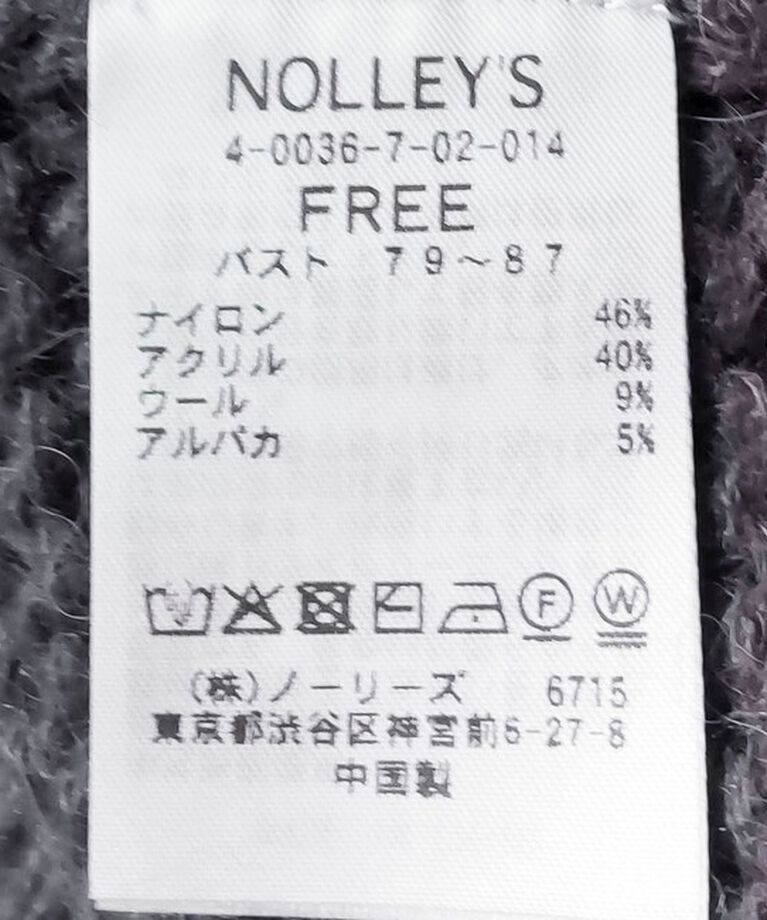 NOLLEY'S
4-0036-7-02-014
FREE
バスト 79～87
ナイロン 46%
アクリル 40%
ウール 9%
アルパカ 5%
F W
(株)ノーリーズ 6715
東京都渋谷区神宮前6-27-8
中国製